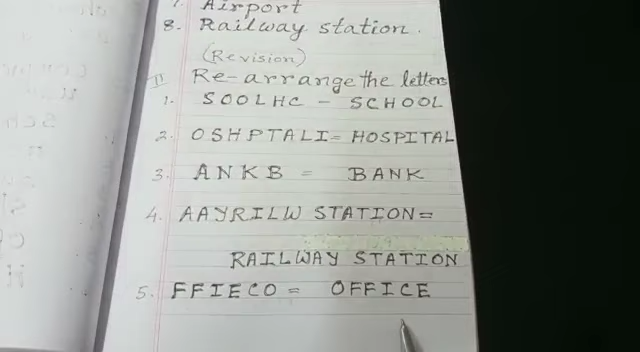 7. Airport
8. Railway station.
(Revision)
II Re-arrange the letters
1. SOOLHC - SCHOOL
2. OSHPTALI = HOSPITAL
3. ANKB = BANK
4. AAYRILW STATION =
RAILWAY STATION
5. FFIECO = OFFICE